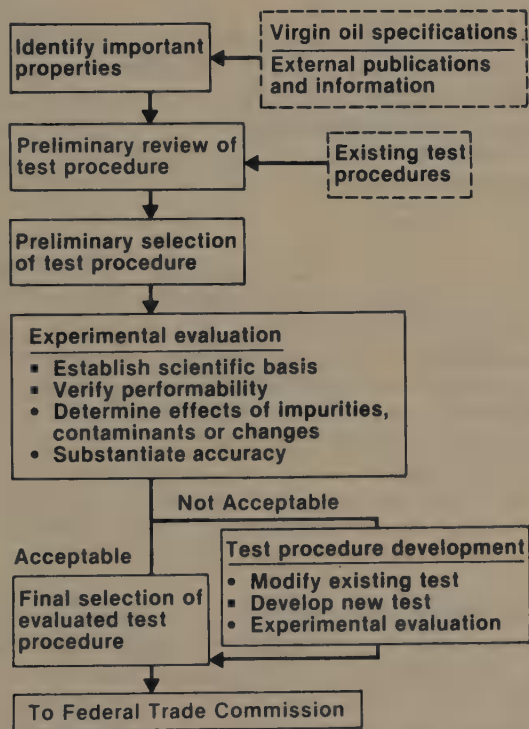 Identify important
properties
Virgin oil specifications
External publications
and information
Preliminary review of
test procedure
Existing test
procedures
Preliminary selection
of test procedure
Experimental evaluation
▪ Establish scientific basis
▪ Verify performability
• Determine effects of impurities,
contaminants or changes
• Substantiate accuracy
Not Acceptable
Acceptable
Test procedure development
• Modify existing test
▪ Develop new test
• Experimental evaluation
Final selection of
evaluated test
procedure
To Federal Trade Commission